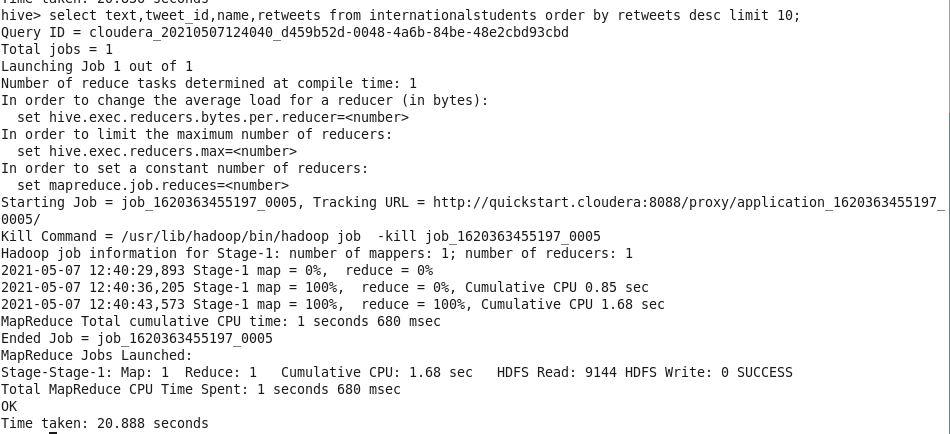 Time taken: 20.836 seconds
hive> select text,tweet_id,name,retweets from internationalstudents order by retweets desc limit 10;
Query ID = cloudera_20210507124040_d459b52d-0048-4a6b-84be-48e2cbd93cbd
Total jobs = 1
Launching Job 1 out of 1
Number of reduce tasks determined at compile time: 1
In order to change the average load for a reducer (in bytes):
  set hive.exec.reducers.bytes.per.reducer=<number>
In order to limit the maximum number of reducers:
  set hive.exec.reducers.max=<number>
In order to set a constant number of reducers:
  set mapreduce.job.reduces=<number>
Starting Job = job_1620363455197_0005, Tracking URL = http://quickstart.cloudera:8088/proxy/application_1620363455197_
0005/
Kill Command = /usr/lib/hadoop/bin/hadoop job  -kill job_1620363455197_0005
Hadoop job information for Stage-1: number of mappers: 1; number of reducers: 1
2021-05-07 12:40:29,893 Stage-1 map = 0%,  reduce = 0%
2021-05-07 12:40:36,205 Stage-1 map = 100%,  reduce = 0%, Cumulative CPU 0.85 sec
2021-05-07 12:40:43,573 Stage-1 map = 100%,  reduce = 100%, Cumulative CPU 1.68 sec
MapReduce Total cumulative CPU time: 1 seconds 680 msec
Ended Job = job_1620363455197_0005
MapReduce Jobs Launched:
Stage-Stage-1: Map: 1  Reduce: 1   Cumulative CPU: 1.68 sec   HDFS Read: 9144 HDFS Write: 0 SUCCESS
Total MapReduce CPU Time Spent: 1 seconds 680 msec
OK
Time taken: 20.888 seconds